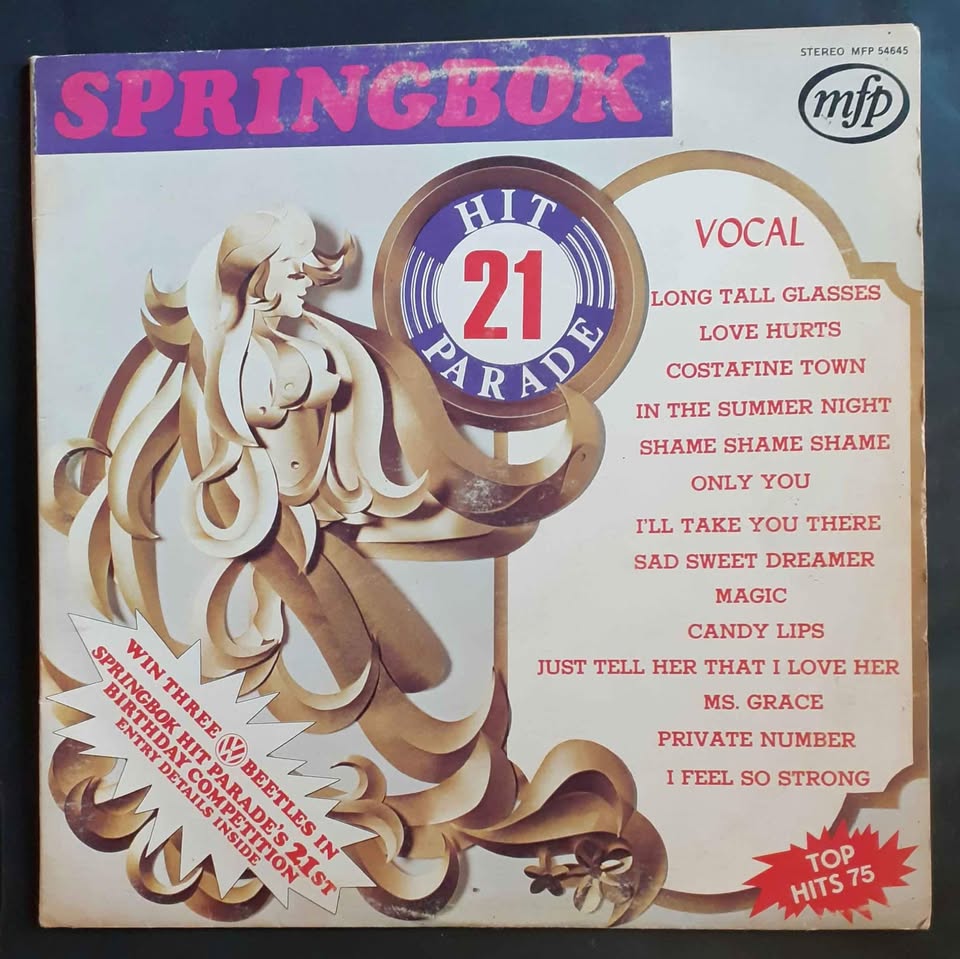 STEREO MFP 54645
SPRINGBOK
mfp
HIT
21
PARADE
VOCAL
LONG TALL GLASSES
LOVE HURTS
COSTAFINE TOWN
IN THE SUMMER NIGHT
SHAME SHAME SHAME
ONLY YOU
I'LL TAKE YOU THERE
SAD SWEET DREAMER
MAGIC
CANDY LIPS
JUST TELL HER THAT I LOVE HER
MS. GRACE
PRIVATE NUMBER
I FEEL SO STRONG
WIN THREE VW BEETLES IN
SPRINGBOK HIT PARADE'S 21ST
BIRTHDAY COMPETITION
ENTRY DETAILS INSIDE
TOP
HITS 75